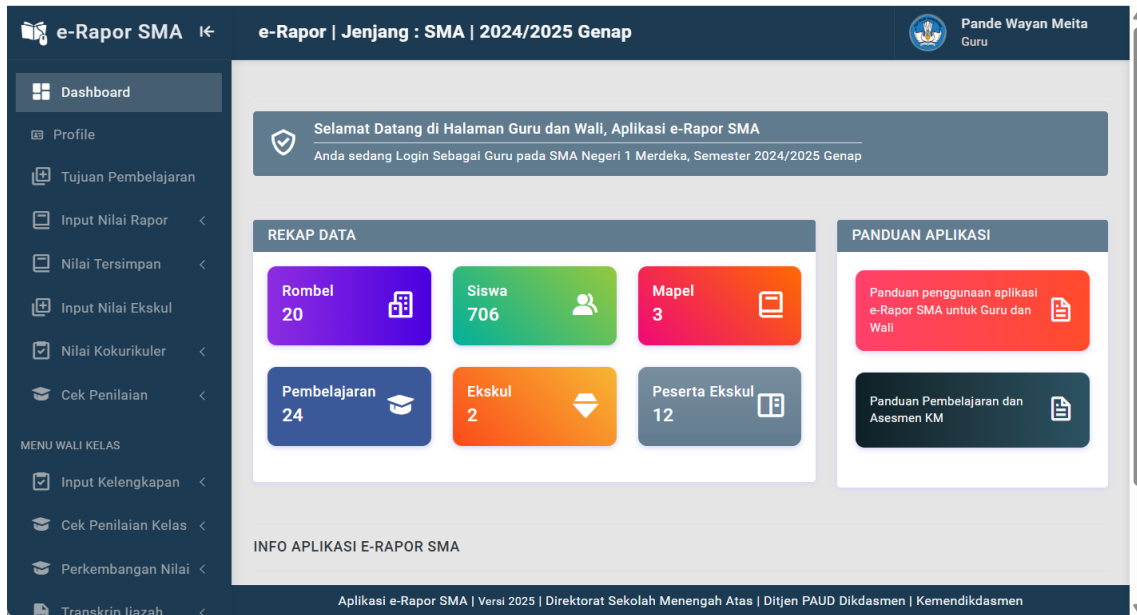 e-Rapor SMA
e-Rapor | Jenjang : SMA | 2024/2025 Genap
Pande Wayan Meita
Guru
Dashboard
Profile
Tujuan Pembelajaran
Input Nilai Rapor
Nilai Tersimpan
Input Nilai Ekskul
Nilai Kokurikuler
Cek Penilaian
MENU WALI KELAS
Input Kelengkapan
Cek Penilaian Kelas
Perkembangan Nilai
Transkrip Ijazah
Selamat Datang di Halaman Guru dan Wali, Aplikasi e-Rapor SMA
Anda sedang Login Sebagai Guru pada SMA Negeri 1 Merdeka, Semester 2024/2025 Genap
REKAP DATA
Rombel
20
Siswa
706
Mapel
3
Pembelajaran
24
Ekskul
2
Peserta Ekskul
12
PANDUAN APLIKASI
Panduan penggunaan aplikasi
e-Rapor SMA untuk Guru dan
Wali
Panduan Pembelajaran dan
Asesmen KM
INFO APLIKASI E-RAPOR SMA
Aplikasi e-Rapor SMA | Versi 2025 | Direktorat Sekolah Menengah Atas | Ditjen PAUD Dikdasmen | Kemendikdasmen